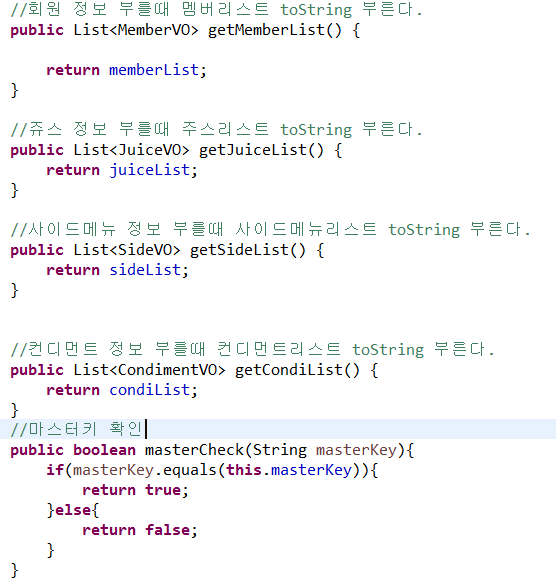 //회원 정보 부를때 멤버리스트 toString 부른다.
public List<MemberVO> getMemberList() {
return memberList;
}
//쥬스 정보 부를때 주스리스트 toString 부른다.
public List<JuiceVO> getJuiceList() {
return juiceList;
}
//사이드메뉴 정보 부를때 사이드메뉴리스트 toString 부른다.
public List<SideVO> getSideList() {
return sideList;
}
//컨디먼트 정보 부를때 컨디먼트리스트 toString 부른다.
public List<CondimentVO> getCondiList() {
return condiList;
}
//마스터키 확인
public boolean masterCheck(String masterKey){
if(masterKey.equals(this.masterKey)){
return true;
}else{
return false;
}
}